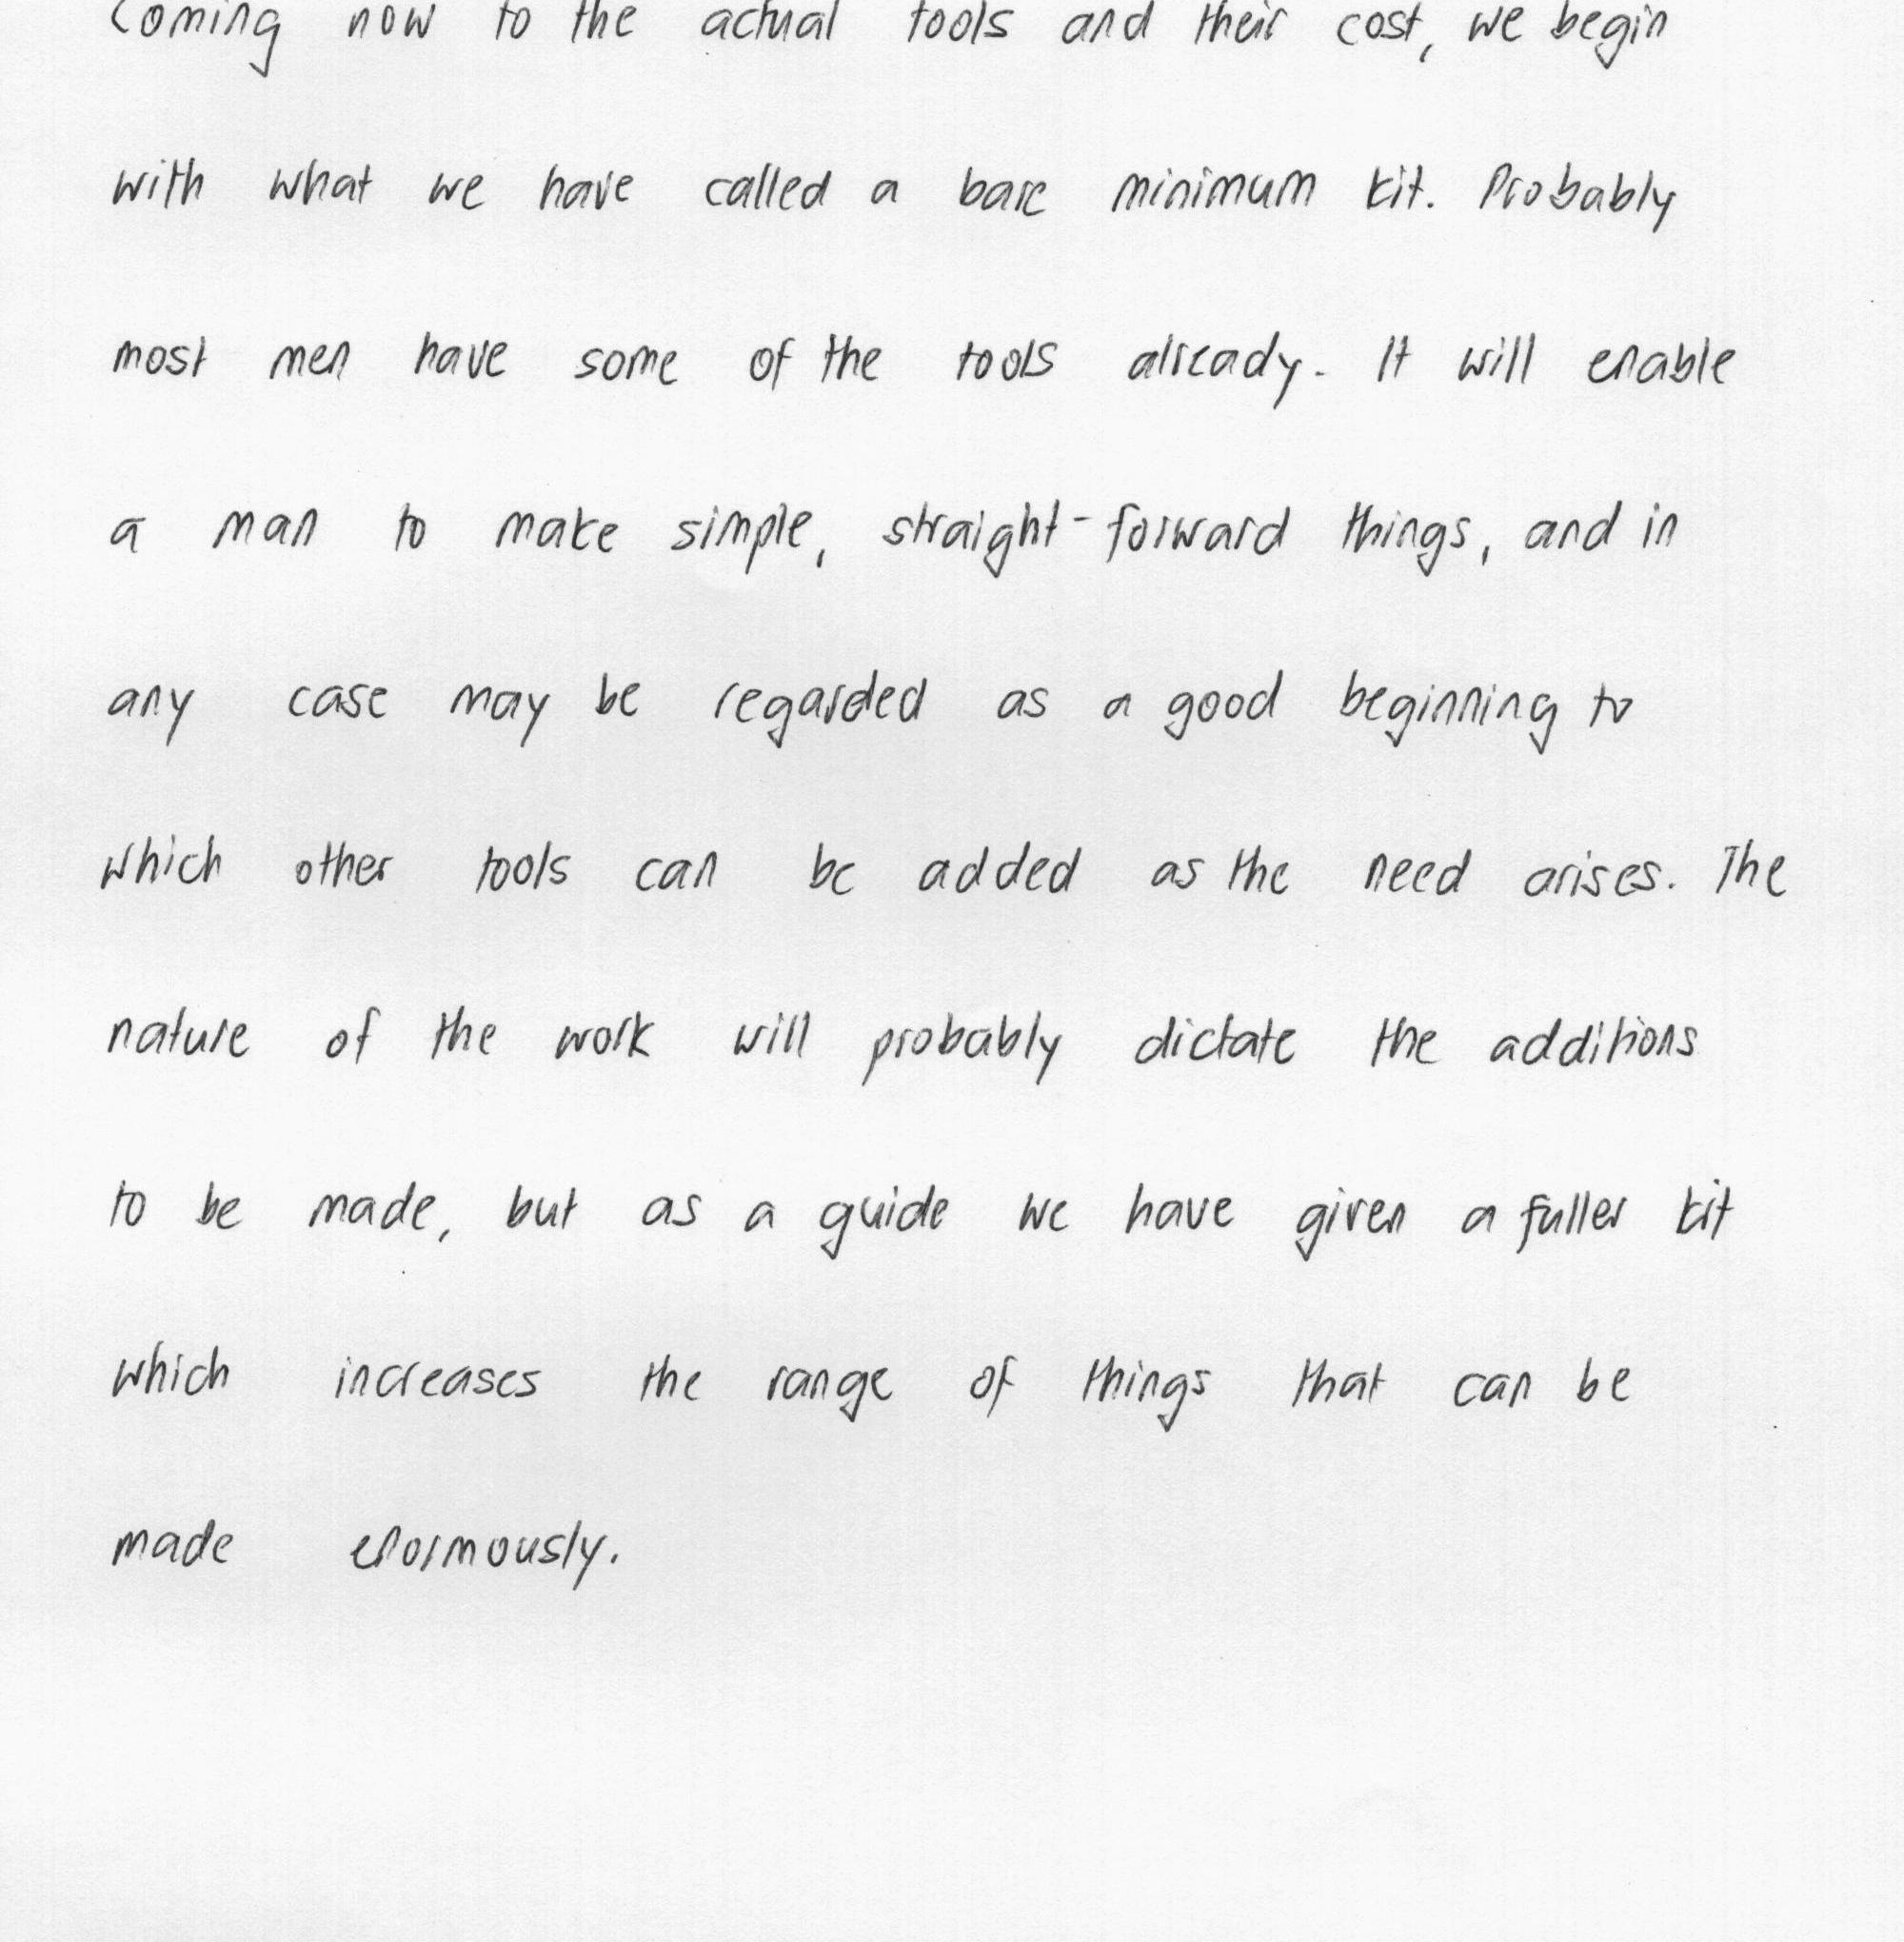 Coming now to the actual tools and their cost, we begin
with what we have called a bare minimum kit. Probably
most men have some of the tools already. It will enable
a man to make simple, straight-forward things, and in
any case may be regarded as a good beginning to
which other tools can be added as the need arises. The
nature of the work will probably dictate the additions
to be made, but as a guide we have given a fuller kit
which increases the range of things that can be
made enormously.